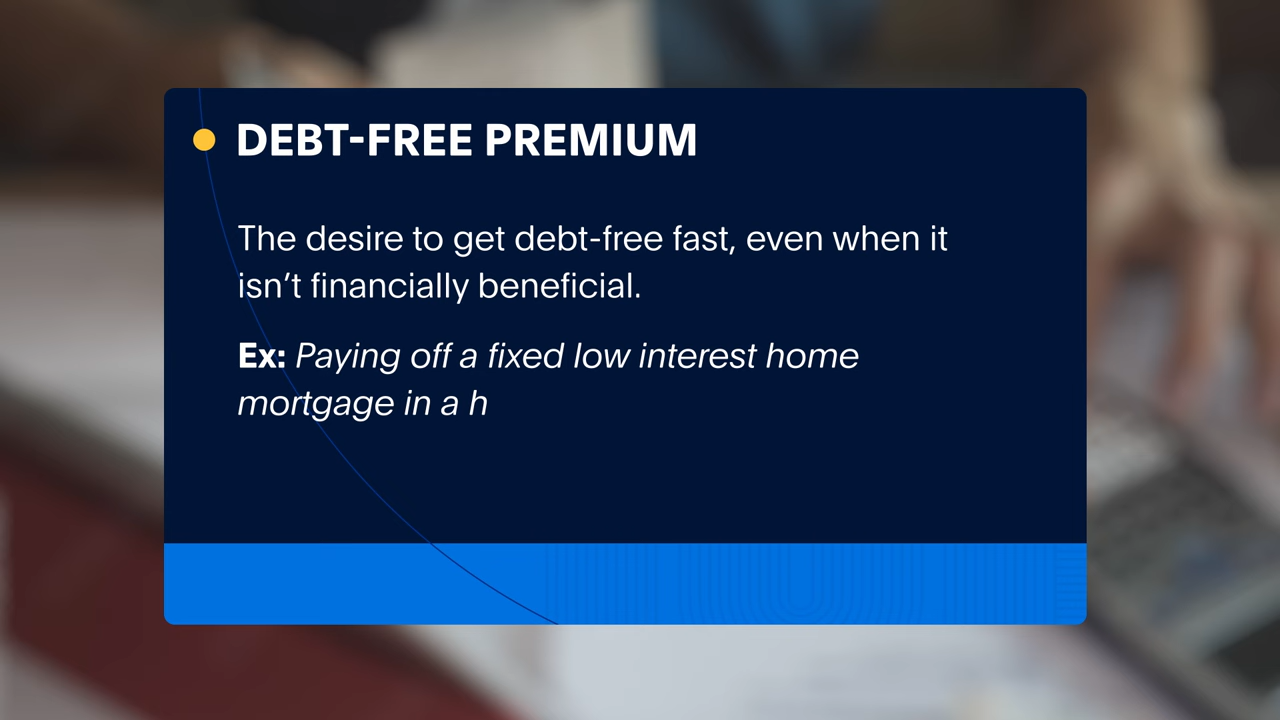 DEBT-FREE PREMIUM
The desire to get debt-free fast, even when it
isn’t financially beneficial.
Ex: Paying off a fixed low interest home
mortgage in a h